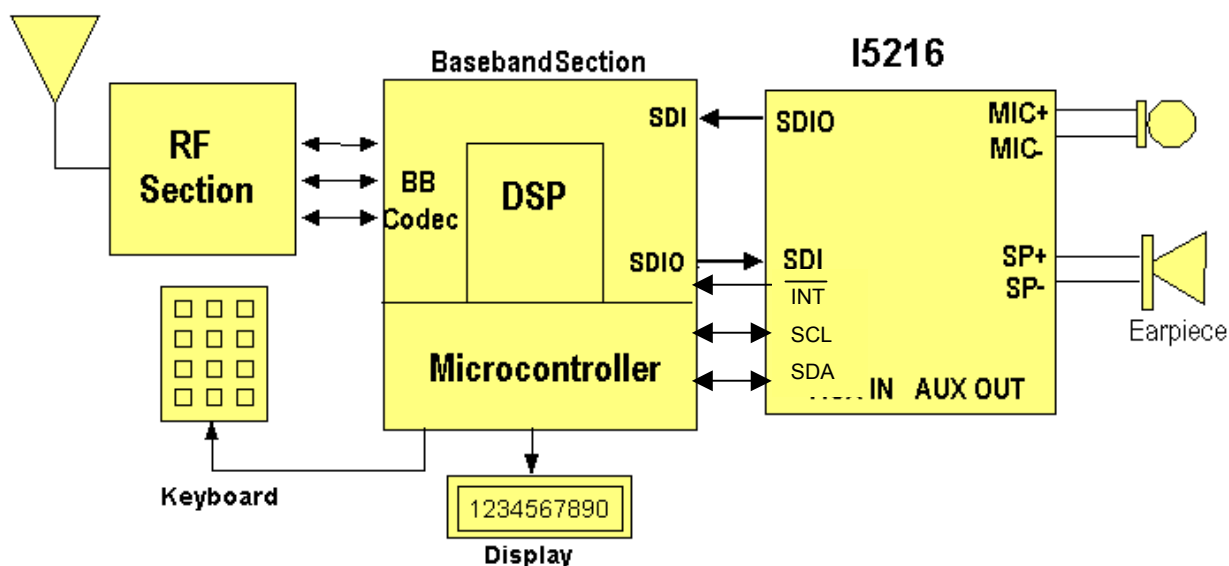 I5216
BasebandSection
RF
Section
BB
Codec
DSP
SDI
SDIO
SDIO
SDI
INT
SCL
SDA
MIC+
MIC-
SP+
SP-
Earpiece
Microcontroller
IN AUX OUT
Keyboard
1234567890
Display